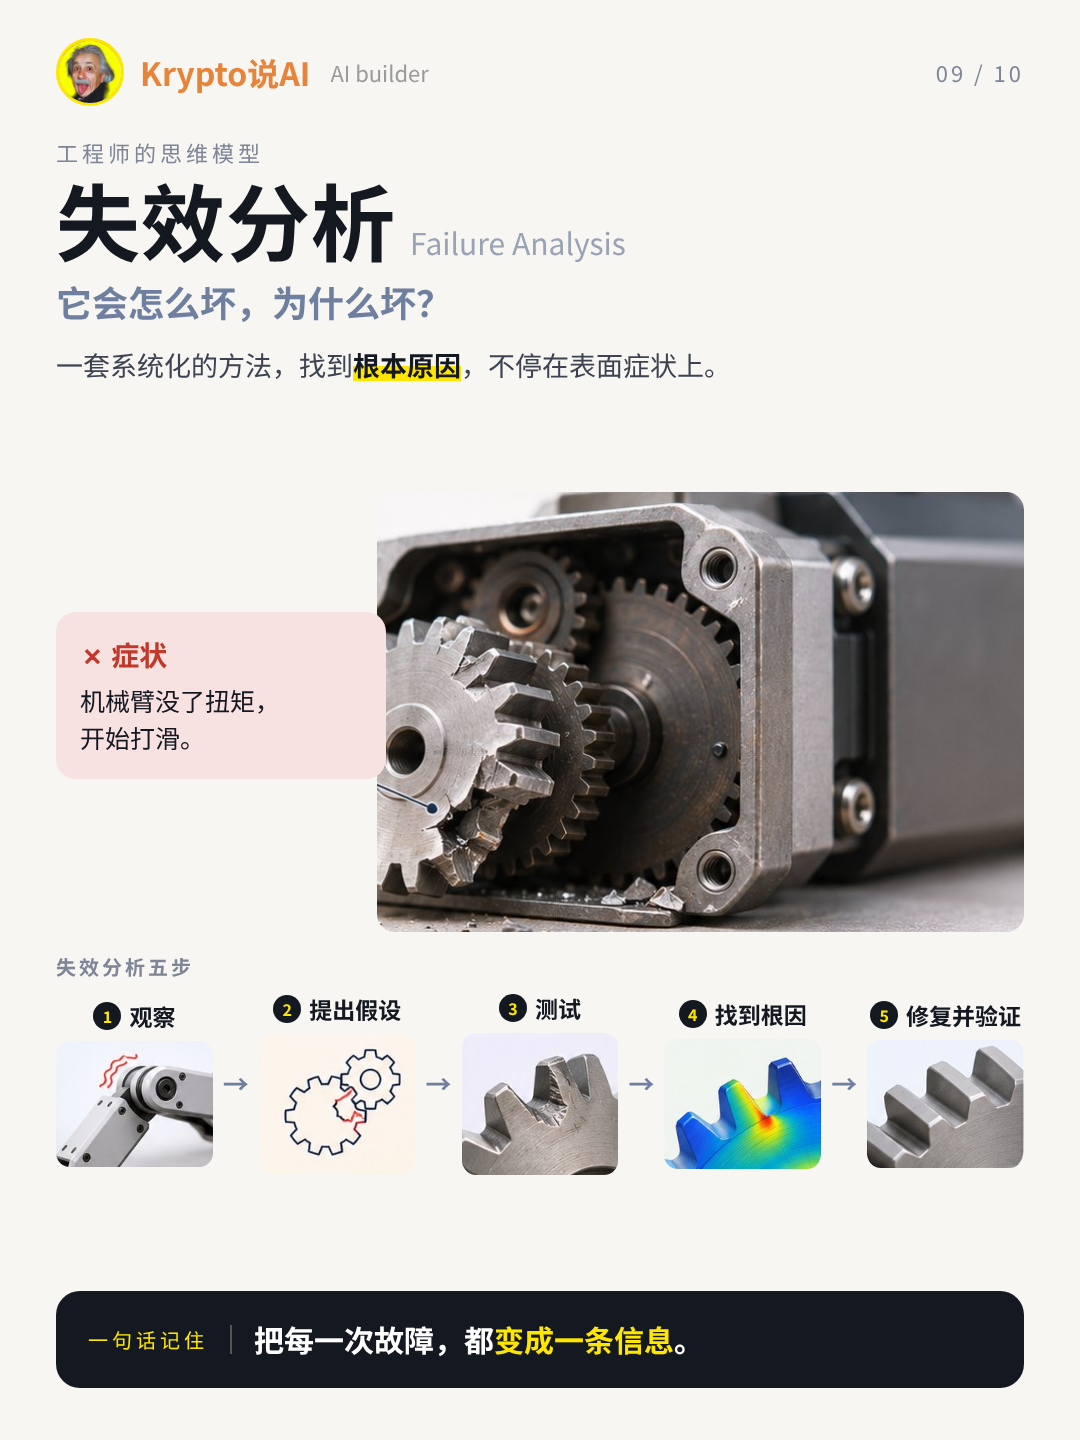 Krypto说AI AI builder 09 / 10
工程师的思维模型
失效分析 Failure Analysis
它会怎么坏，为什么坏？
一套系统化的方法，找到根本原因，不停在表面症状上。
× 症状
机械臂没了扭矩，
开始打滑。
失效分析五步
1 观察 → 2 提出假设 → 3 测试 → 4 找到根因 → 5 修复并验证
一句话记住 | 把每一次故障，都变成一条信息。